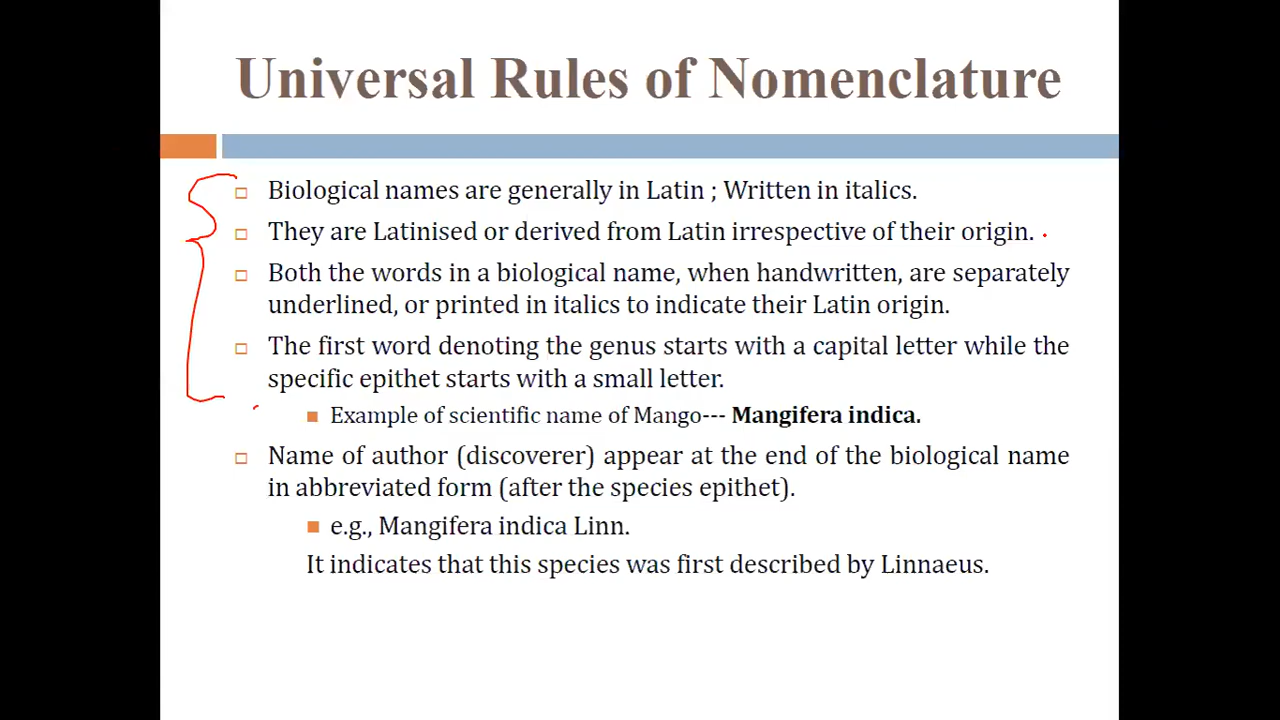 Universal Rules of Nomenclature
Biological names are generally in Latin ; Written in italics.
They are Latinised or derived from Latin irrespective of their origin.
Both the words in a biological name, when handwritten, are separately
underlined, or printed in italics to indicate their Latin origin.
The first word denoting the genus starts with a capital letter while the
specific epithet starts with a small letter.
Example of scientific name of Mango--- Mangifera indica.
Name of author (discoverer) appear at the end of the biological name
in abbreviated form (after the species epithet).
e.g., Mangifera indica Linn.
It indicates that this species was first described by Linnaeus.